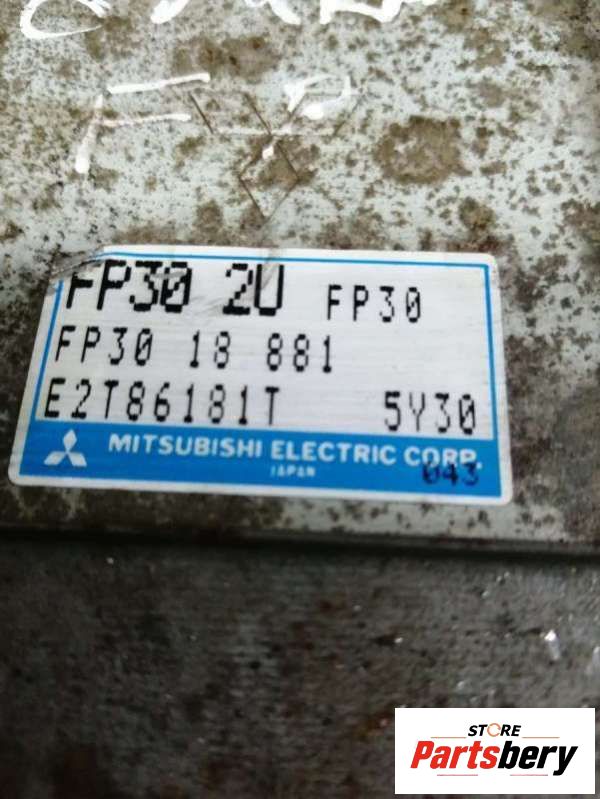 FP30 2U FP30
FP30 18 881
E2T86181T 5Y30
MITSUBISHI ELECTRIC CORP.
JAPAN 043
STORE
Partsbery